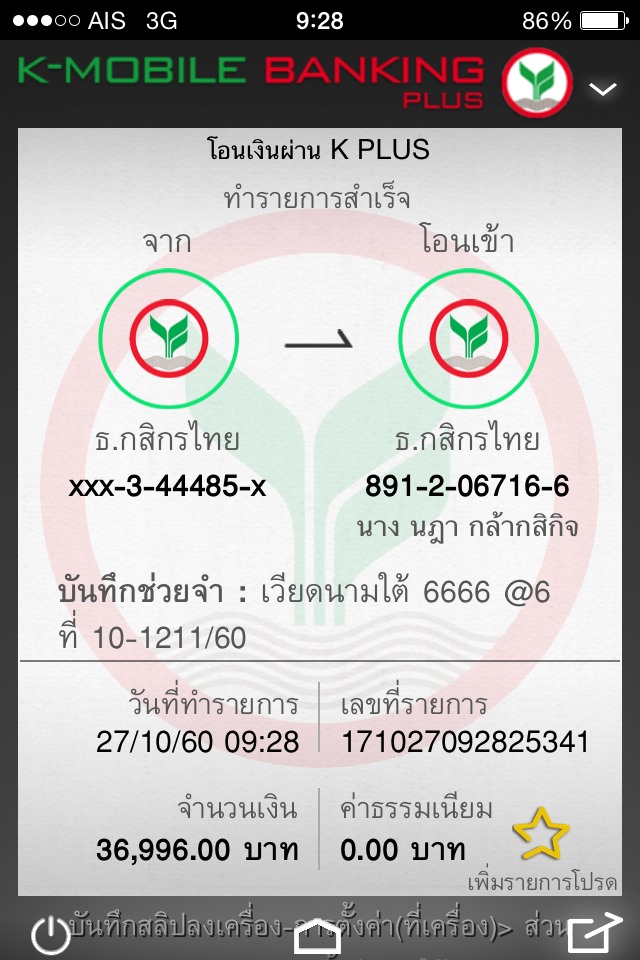 AIS 3G 9:28 86%
K-MOBILE BANKING
PLUS
โอนเงินผ่าน K PLUS
ทำรายการสำเร็จ
จาก โอนเข้า
ธ.กสิกรไทย ธ.กสิกรไทย
xxx-3-44485-x 891-2-06716-6
นาง นฎา กล้ากสิกิจ
บันทึกช่วยจำ : เวียดนามใต้ 6666 @6
ที่ 10-1211/60
วันที่ทำรายการ เลขที่รายการ
27/10/60 09:28 171027092825341
จำนวนเงิน ค่าธรรมเนียม
36,996.00 บาท 0.00 บาท
เพิ่มรายการโปรด
บันทึกสลิปลงเครื่อง-การตั้งค่า(ที่เครื่อง)> ส่วน